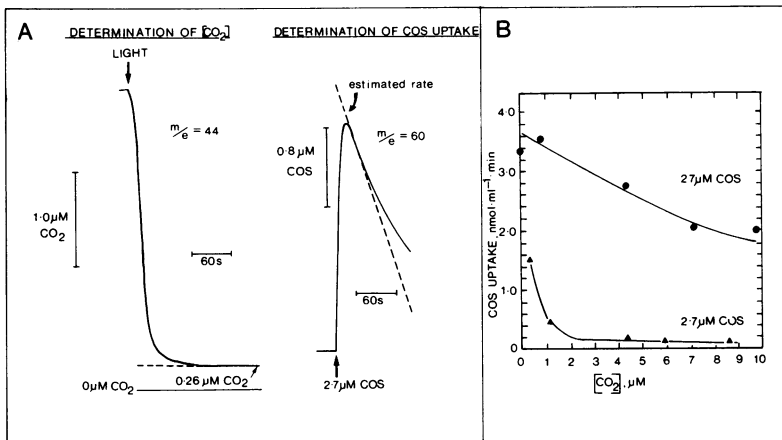 A
DETERMINATION OF [CO2]
LIGHT
m/e = 44
1·0µM
CO2
60s
0µM CO2
0·26µM CO2
DETERMINATION OF COS UPTAKE
estimated rate
m/e = 60
0·8µM
COS
60s
2·7µM COS
B
COS UPTAKE, nmol·ml⁻¹·min
4·0
3·0
2·0
1·0
0
27µM COS
2·7µM COS
0 1 2 3 4 5 6 7 8 9 10
[CO2], µM